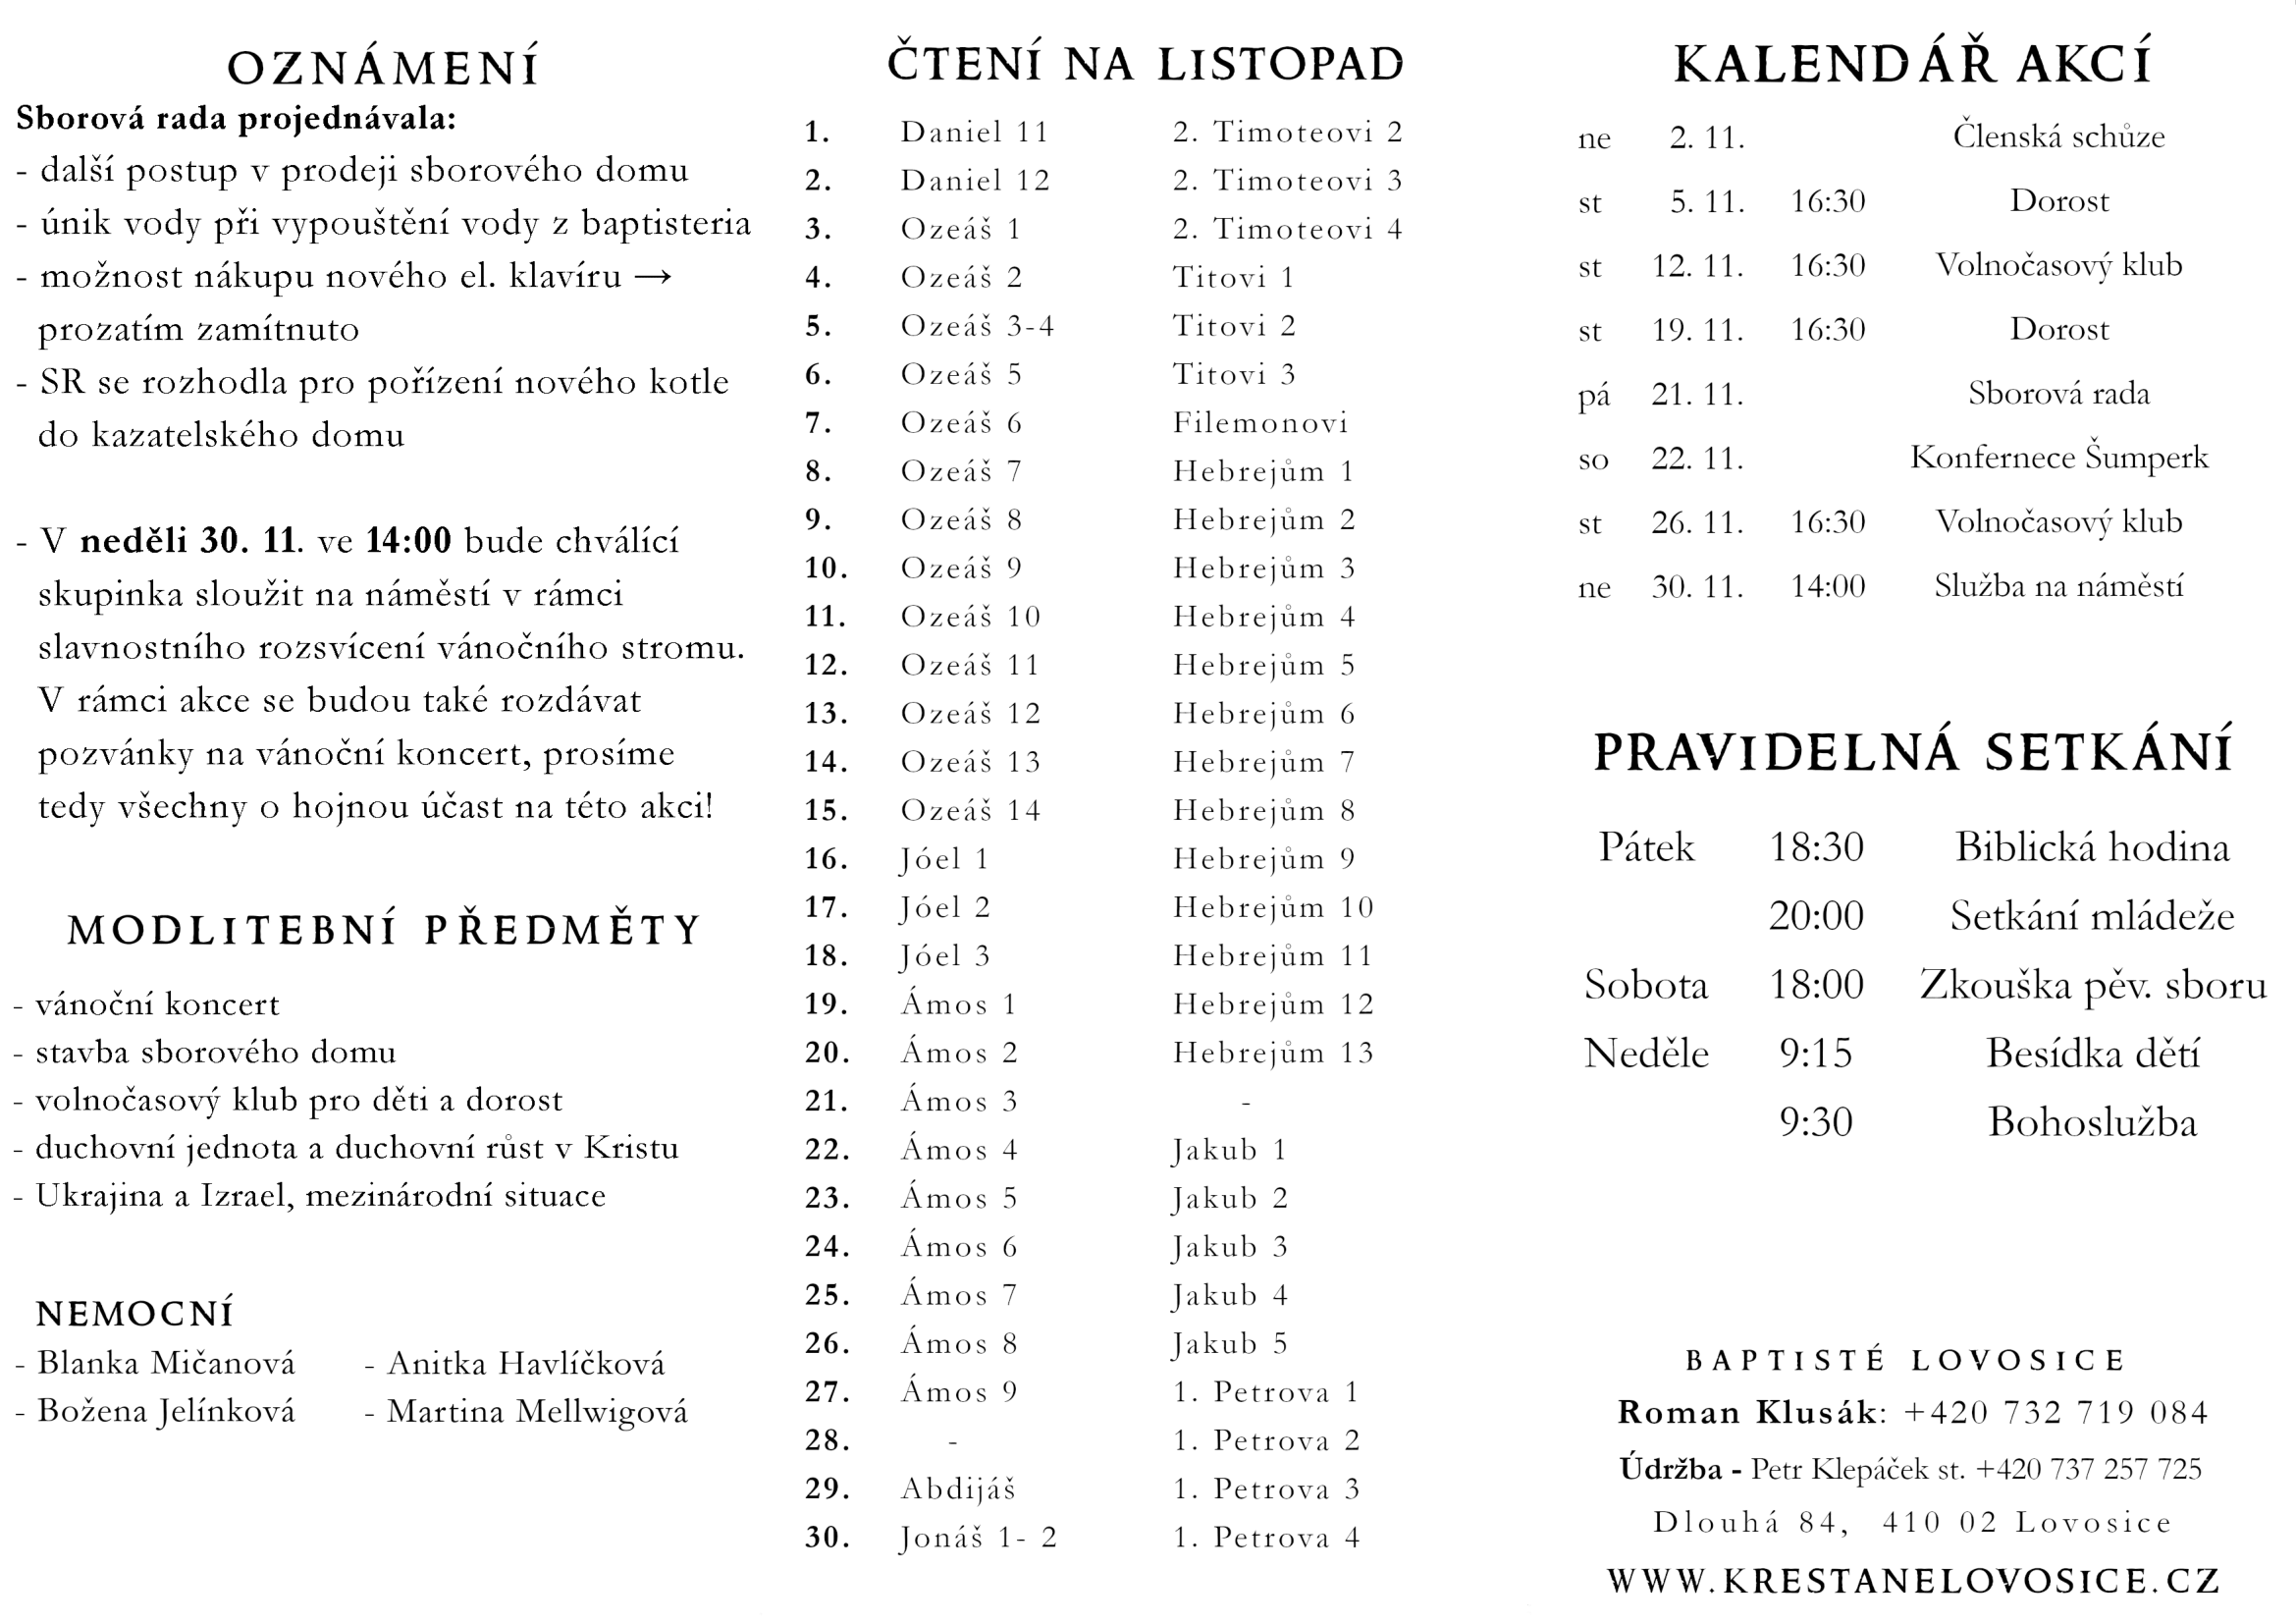 OZNÁMENÍ
Sborová rada projednávala:
- další postup v prodeji sborového domu
- únik vody při vypouštění vody z baptisteria
- možnost nákupu nového el. klavíru →
prozatím zamítnuto
- SR se rozhodla pro pořízení nového kotle
do kazatelského domu
- V neděli 30. 11. ve 14:00 bude chválící
skupinka sloužit na náměstí v rámci
slavnostního rozsvícení vánočního stromu.
V rámci akce se budou také rozdávat
pozvánky na vánoční koncert, prosíme
tedy všechny o hojnou účast na této akci!
MODLITEBNÍ PŘEDMĚTY
- vánoční koncert
- stavba sborového domu
- volnočasový klub pro děti a dorost
- duchovní jednota a duchovní růst v Kristu
- Ukrajina a Izrael, mezinárodní situace
NEMOCNÍ
- Blanka Mičanová - Anitka Havlíčková
- Božena Jelínková - Martina Mellwigová
ČTENÍ NA LISTOPAD
1. Daniel 11 2. Timoteovi 2
2. Daniel 12 2. Timoteovi 3
3. Ozeáš 1 2. Timoteovi 4
4. Ozeáš 2 Titovi 1
5. Ozeáš 3-4 Titovi 2
6. Ozeáš 5 Titovi 3
7. Ozeáš 6 Filemonovi
8. Ozeáš 7 Hebrejům 1
9. Ozeáš 8 Hebrejům 2
10. Ozeáš 9 Hebrejům 3
11. Ozeáš 10 Hebrejům 4
12. Ozeáš 11 Hebrejům 5
13. Ozeáš 12 Hebrejům 6
14. Ozeáš 13 Hebrejům 7
15. Ozeáš 14 Hebrejům 8
16. Jóel 1 Hebrejům 9
17. Jóel 2 Hebrejům 10
18. Jóel 3 Hebrejům 11
19. Ámos 1 Hebrejům 12
20. Ámos 2 Hebrejům 13
21. Ámos 3 -
22. Ámos 4 Jakub 1
23. Ámos 5 Jakub 2
24. Ámos 6 Jakub 3
25. Ámos 7 Jakub 4
26. Ámos 8 Jakub 5
27. Ámos 9 1. Petrova 1
28. - 1. Petrova 2
29. Abdijáš 1. Petrova 3
30. Jonáš 1- 2 1. Petrova 4
KALENDÁŘ AKCÍ
ne 2. 11. Členská schůze
st 5. 11. 16:30 Dorost
st 12. 11. 16:30 Volnočasový klub
st 19. 11. 16:30 Dorost
pá 21. 11. Sborová rada
so 22. 11. Konfernece Šumperk
st 26. 11. 16:30 Volnočasový klub
ne 30. 11. 14:00 Služba na náměstí
PRAVIDELNÁ SETKÁNÍ
Pátek 18:30 Biblická hodina
20:00 Setkání mládeže
Sobota 18:00 Zkouška pěv. sboru
Neděle 9:15 Besídka dětí
9:30 Bohoslužba
BAPTISTÉ LOVOSICE
Roman Klusák: +420 732 719 084
Údržba - Petr Klepáček st. +420 737 257 725
Dlouhá 84, 410 02 Lovosice
WWW.KRESTANELOVOSICE.CZ